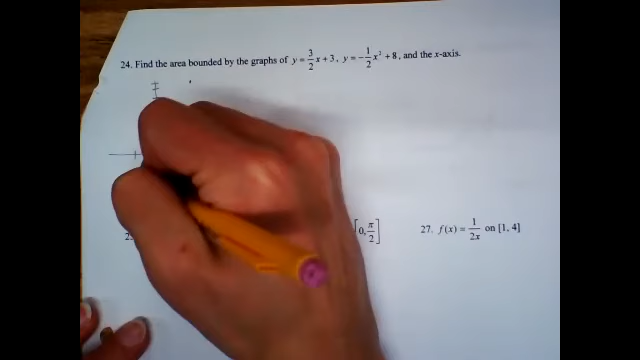 24. Find the area bounded by the graphs of y = 3/2 x + 3, y = -1/2 x² + 8, and the x-axis.
[0, π/2] 27. f(x) = 1/2x on [1, 4]